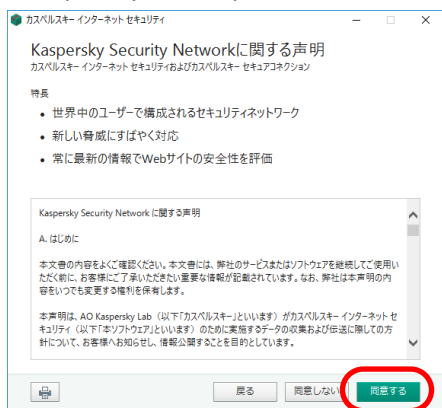 カスペルスキー インターネット セキュリティ
Kaspersky Security Networkに関する声明
カスペルスキー インターネット セキュリティおよびカスペルスキー セキュアコネクション
特長
• 世界中のユーザーで構成されるセキュリティネットワーク
• 新しい脅威にすばやく対応
• 常に最新の情報でWebサイトの安全性を評価
Kaspersky Security Network に関する声明
A. はじめに
本文書の内容をよくご確認ください。本文書には、弊社のサービスまたはソフトウェアを継続してご使用い
ただく前に、お客様にご了承いただきたい重要な情報が記載されています。なお、弊社は本声明の内
容をいつでも変更する権利を保有します。
本声明は、AO Kaspersky Lab（以下「カスペルスキー」といいます）がカスペルスキー インターネット セ
キュリティ（以下「本ソフトウェア」といいます）のために実施するデータの収集および伝送に際しての方
針について、お客様へお知らせし、情報公開することを目的としています。
戻る 同意しない 同意する